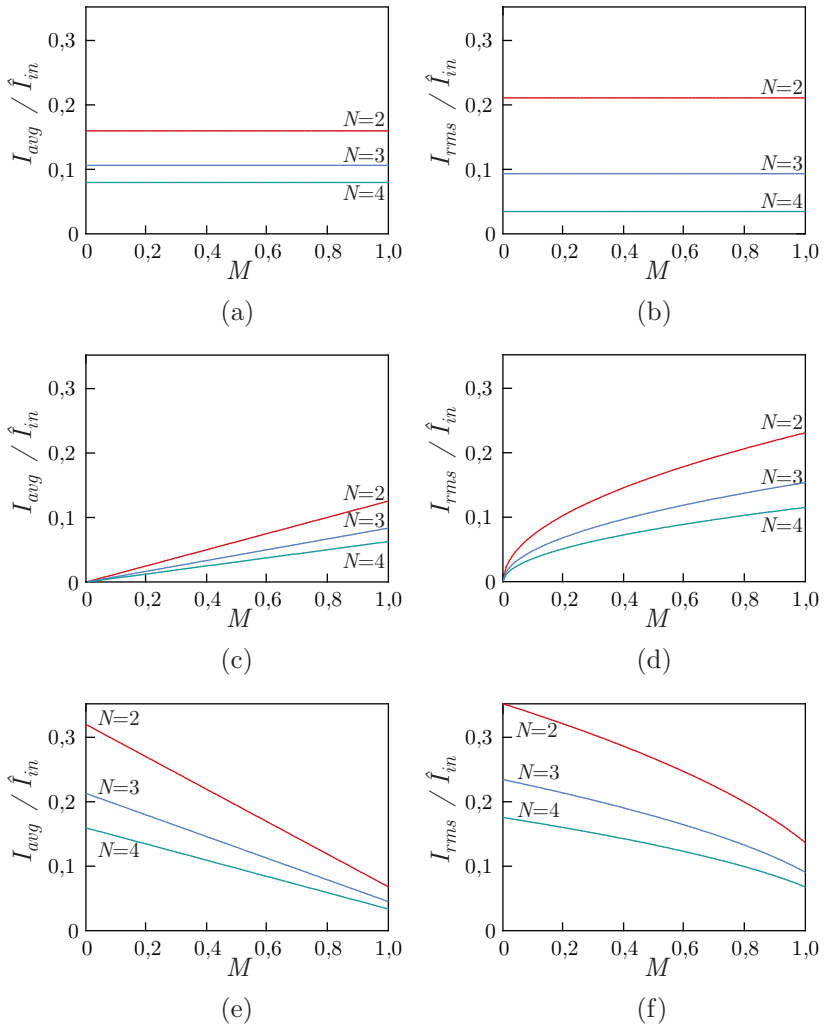 I_avg / Î_in
0,3
0,2
0,1
0
N=2
N=3
N=4
0 0,2 0,4 0,6 0,8 1,0
M
(a)
I_rms / Î_in
0,3
0,2
0,1
0
N=2
N=3
N=4
0 0,2 0,4 0,6 0,8 1,0
M
(b)
I_avg / Î_in
0,3
0,2
0,1
0
N=2
N=3
N=4
0 0,2 0,4 0,6 0,8 1,0
M
(c)
I_rms / Î_in
0,3
0,2
0,1
0
N=2
N=3
N=4
0 0,2 0,4 0,6 0,8 1,0
M
(d)
I_avg / Î_in
0,3
0,2
0,1
0
N=2
N=3
N=4
0 0,2 0,4 0,6 0,8 1,0
M
(e)
I_rms / Î_in
0,3
0,2
0,1
0
N=2
N=3
N=4
0 0,2 0,4 0,6 0,8 1,0
M
(f)